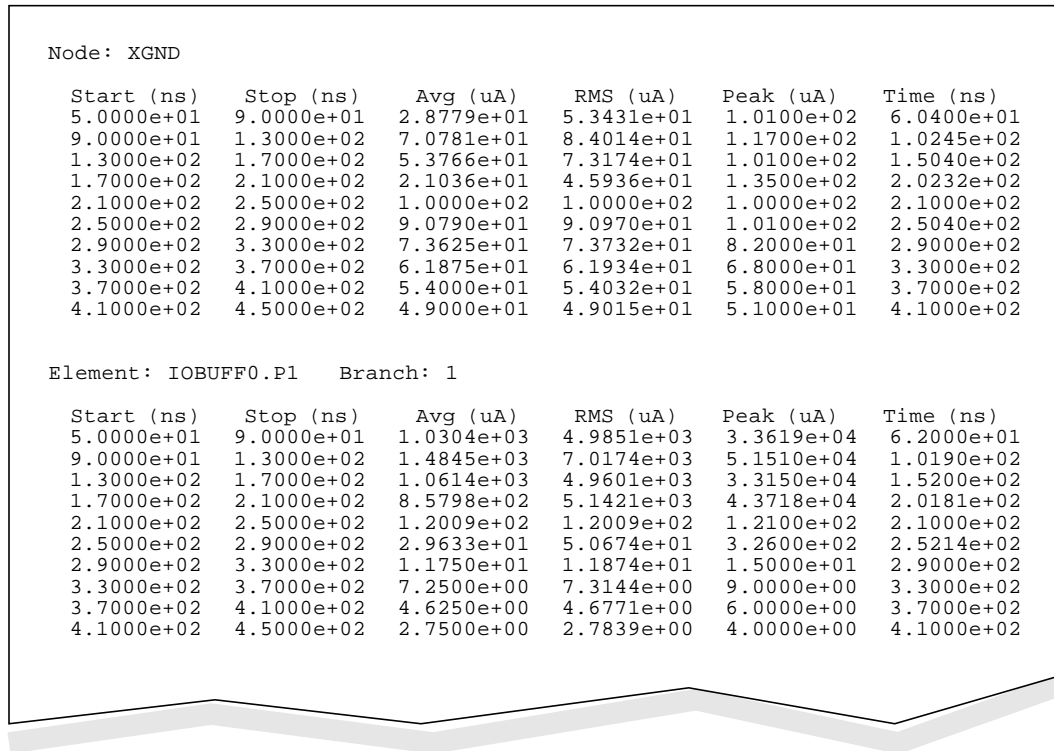 Node: XGND
Start (ns) Stop (ns) Avg (uA) RMS (uA) Peak (uA) Time (ns)
5.0000e+01 9.0000e+01 2.8779e+01 5.3431e+01 1.0100e+02 6.0400e+01
9.0000e+01 1.3000e+02 7.0781e+01 8.4014e+01 1.1700e+02 1.0245e+02
1.3000e+02 1.7000e+02 5.3766e+01 7.3174e+01 1.0100e+02 1.5040e+02
1.7000e+02 2.1000e+02 2.1036e+01 4.5936e+01 1.3500e+02 2.0232e+02
2.1000e+02 2.5000e+02 1.0000e+02 1.0000e+02 1.0000e+02 2.1000e+02
2.5000e+02 2.9000e+02 9.0790e+01 9.0970e+01 1.0100e+02 2.5040e+02
2.9000e+02 3.3000e+02 7.3625e+01 7.3732e+01 8.2000e+01 2.9000e+02
3.3000e+02 3.7000e+02 6.1875e+01 6.1934e+01 6.8000e+01 3.3000e+02
3.7000e+02 4.1000e+02 5.4000e+01 5.4032e+01 5.8000e+01 3.7000e+02
4.1000e+02 4.5000e+02 4.9000e+01 4.9015e+01 5.1000e+01 4.1000e+02
Element: IOBUFF0.P1 Branch: 1
Start (ns) Stop (ns) Avg (uA) RMS (uA) Peak (uA) Time (ns)
5.0000e+01 9.0000e+01 1.0304e+03 4.9851e+03 3.3619e+04 6.2000e+01
9.0000e+01 1.3000e+02 1.4845e+03 7.0174e+03 5.1510e+04 1.0190e+02
1.3000e+02 1.7000e+02 1.0614e+03 4.9601e+03 3.3150e+04 1.5200e+02
1.7000e+02 2.1000e+02 8.5798e+02 5.1421e+03 4.3718e+04 2.0181e+02
2.1000e+02 2.5000e+02 1.2009e+02 1.2009e+02 1.2100e+02 2.1000e+02
2.5000e+02 2.9000e+02 2.9633e+01 5.0674e+01 3.2600e+02 2.5214e+02
2.9000e+02 3.3000e+02 1.1750e+01 1.1874e+01 1.5000e+01 2.9000e+02
3.3000e+02 3.7000e+02 7.2500e+00 7.3144e+00 9.0000e+00 3.3000e+02
3.7000e+02 4.1000e+02 4.6250e+00 4.6771e+00 6.0000e+00 3.7000e+02
4.1000e+02 4.5000e+02 2.7500e+00 2.7839e+00 4.0000e+00 4.1000e+02